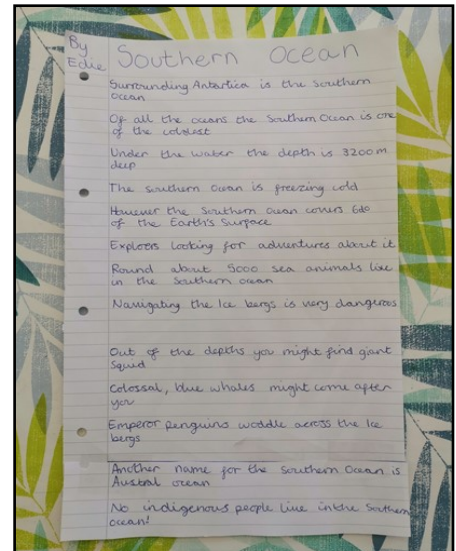 By
Edie
Southern Ocean
Surrounding Antartica is the Southern
Ocean
Of all the oceans the Southern Ocean is one
of the coldest
Under the water the depth is 3200m
deep
The southern Ocean is freezing cold
However the Southern Ocean covers
of the Earth's Surface
Explorers looking for adventures about it
Round about 5000 sea animals live
in the Southern ocean
Navigating the Ice bergs is very dangerous
Out of the depths you might find giant
Squid
Colossal, blue whales might come after
you
Emperor penguins waddle across the Ice
bergs
Another name for the Southern Ocean is
Austral ocean
No indigenous people live in the Southern
ocean!